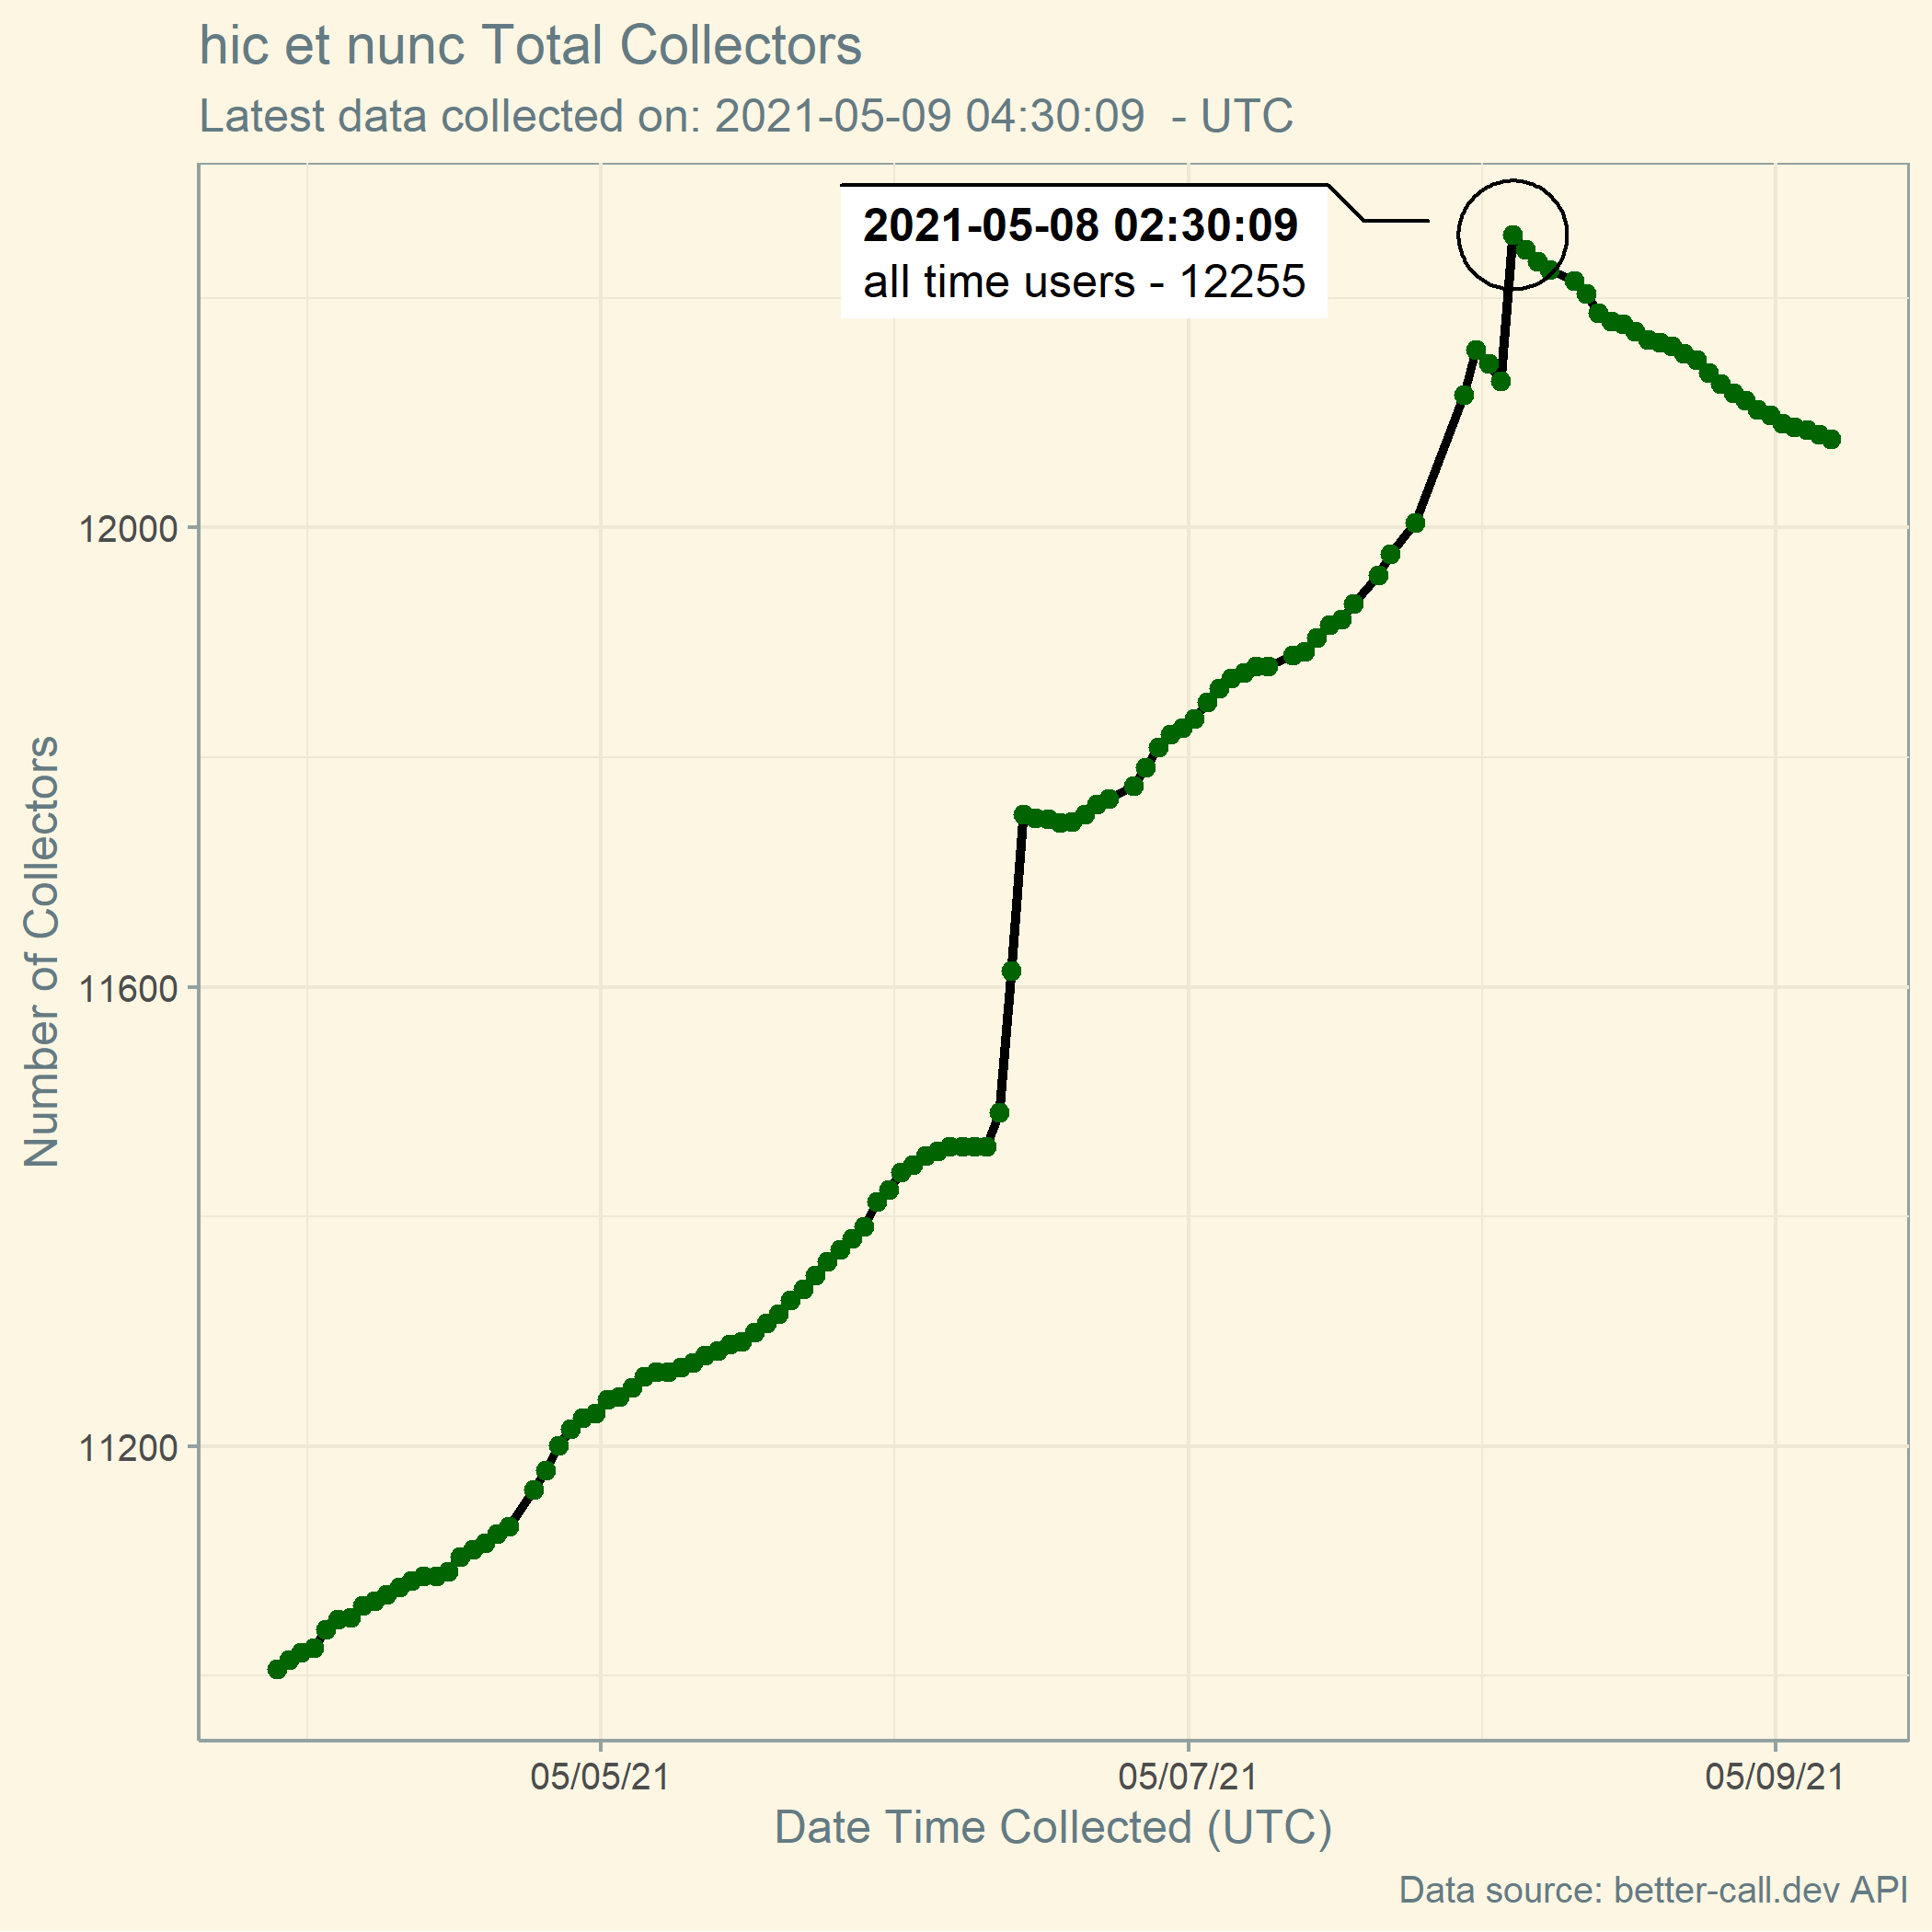 hic et nunc Total Collectors
Latest data collected on: 2021-05-09 04:30:09  - UTC
2021-05-08 02:30:09
all time users - 12255
Number of Collectors
12000
11600
11200
05/05/21
05/07/21
05/09/21
Date Time Collected (UTC)
Data source: better-call.dev API